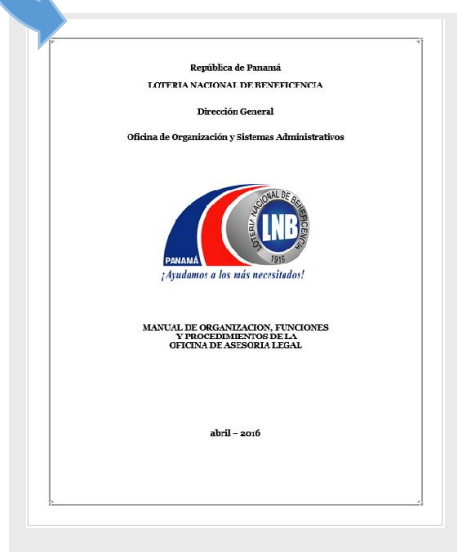 República de Panamá
LOTERIA NACIONAL DE BENEFICENCIA
Dirección General
Oficina de Organización y Sistemas Administrativos
LOTERIA NACIONAL DE BENEFICENCIA
LNB
1919
PANAMÁ
¡Ayudamos a los más necesitados!
MANUAL DE ORGANIZACION, FUNCIONES
Y PROCEDIMIENTOS DE LA
OFICINA DE ASESORIA LEGAL
abril – 2016